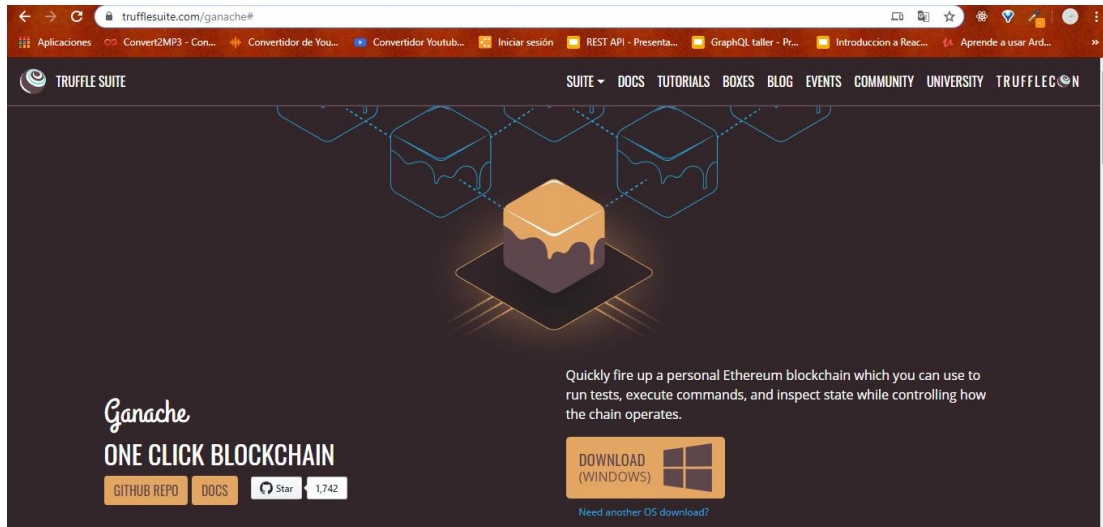 trufflesuite.com/ganache#
Aplicaciones Convert2MP3 - Con... Convertidor de You... Convertidor Youtub... Iniciar sesión REST API - Presenta... GraphQL taller - Pr... Introduccion a Reac... Aprende a usar Ard... »
TRUFFLE SUITE SUITE DOCS TUTORIALS BOXES BLOG EVENTS COMMUNITY UNIVERSITY TRUFFLECON
Quickly fire up a personal Ethereum blockchain which you can use to
run tests, execute commands, and inspect state while controlling how
the chain operates.
Ganache
ONE CLICK BLOCKCHAIN
GITHUB REPO DOCS Star 1,742
DOWNLOAD
(WINDOWS)
Need another OS download?